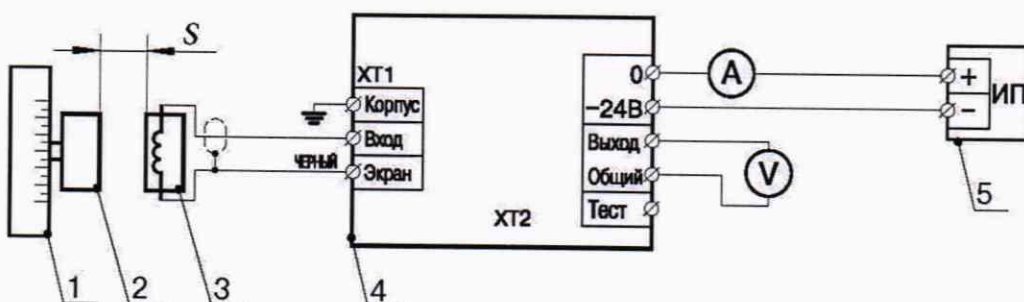 S
XT1
Корпус
Вход
ЧЕРНЫЙ
Экран
XT2
0
−24В
Выход
Общий
Тест
A
V
+
−
ИП
1
2
3
4
5